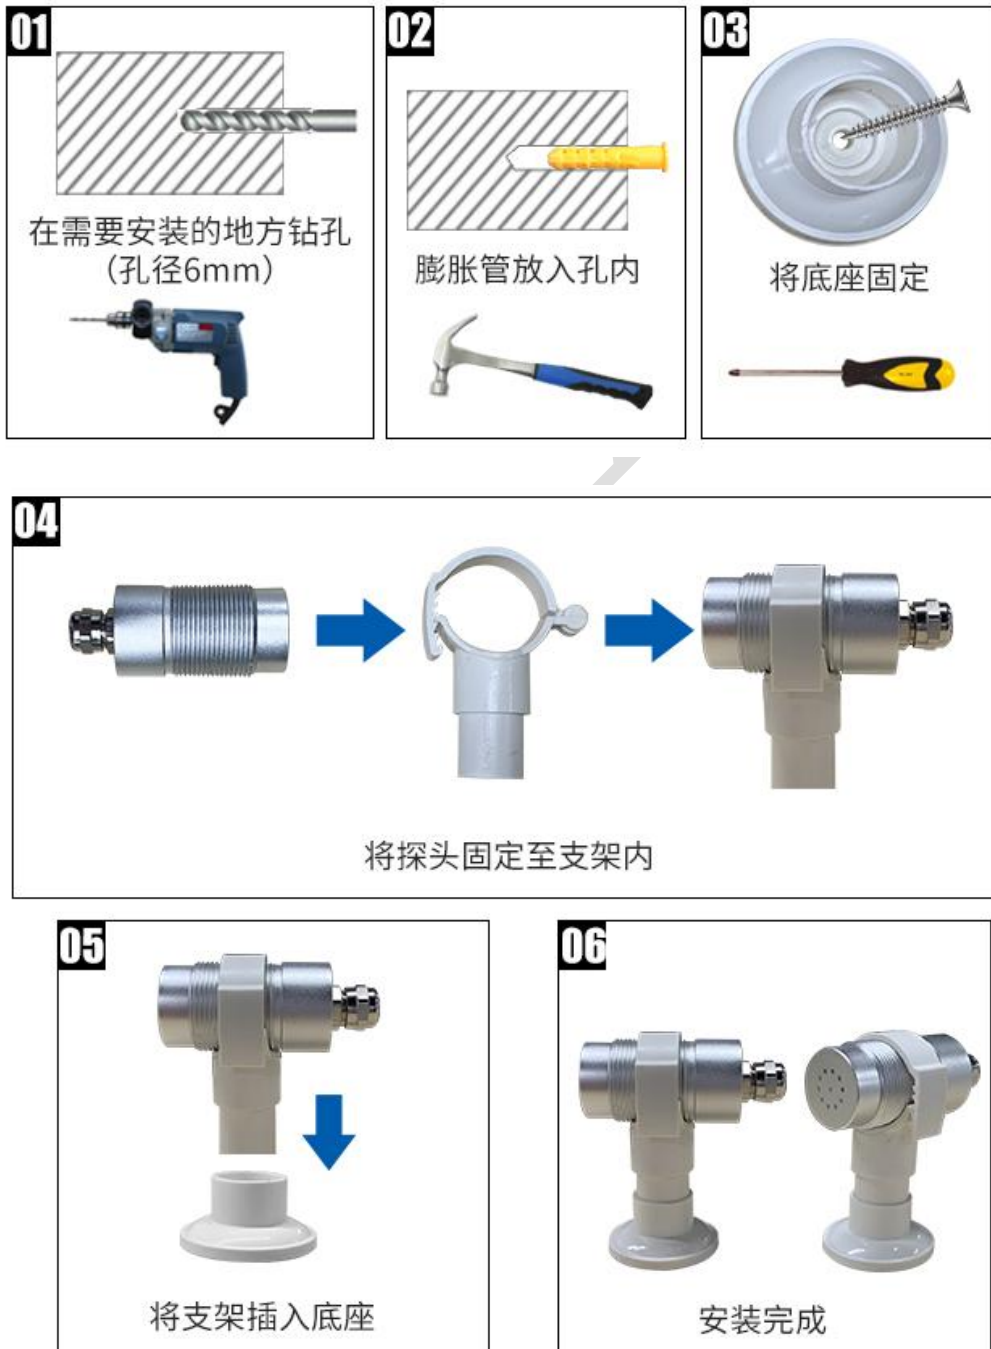 01
在需要安装的地方钻孔
（孔径6mm）
02
膨胀管放入孔内
03
将底座固定
04
将探头固定至支架内
05
将支架插入底座
06
安装完成